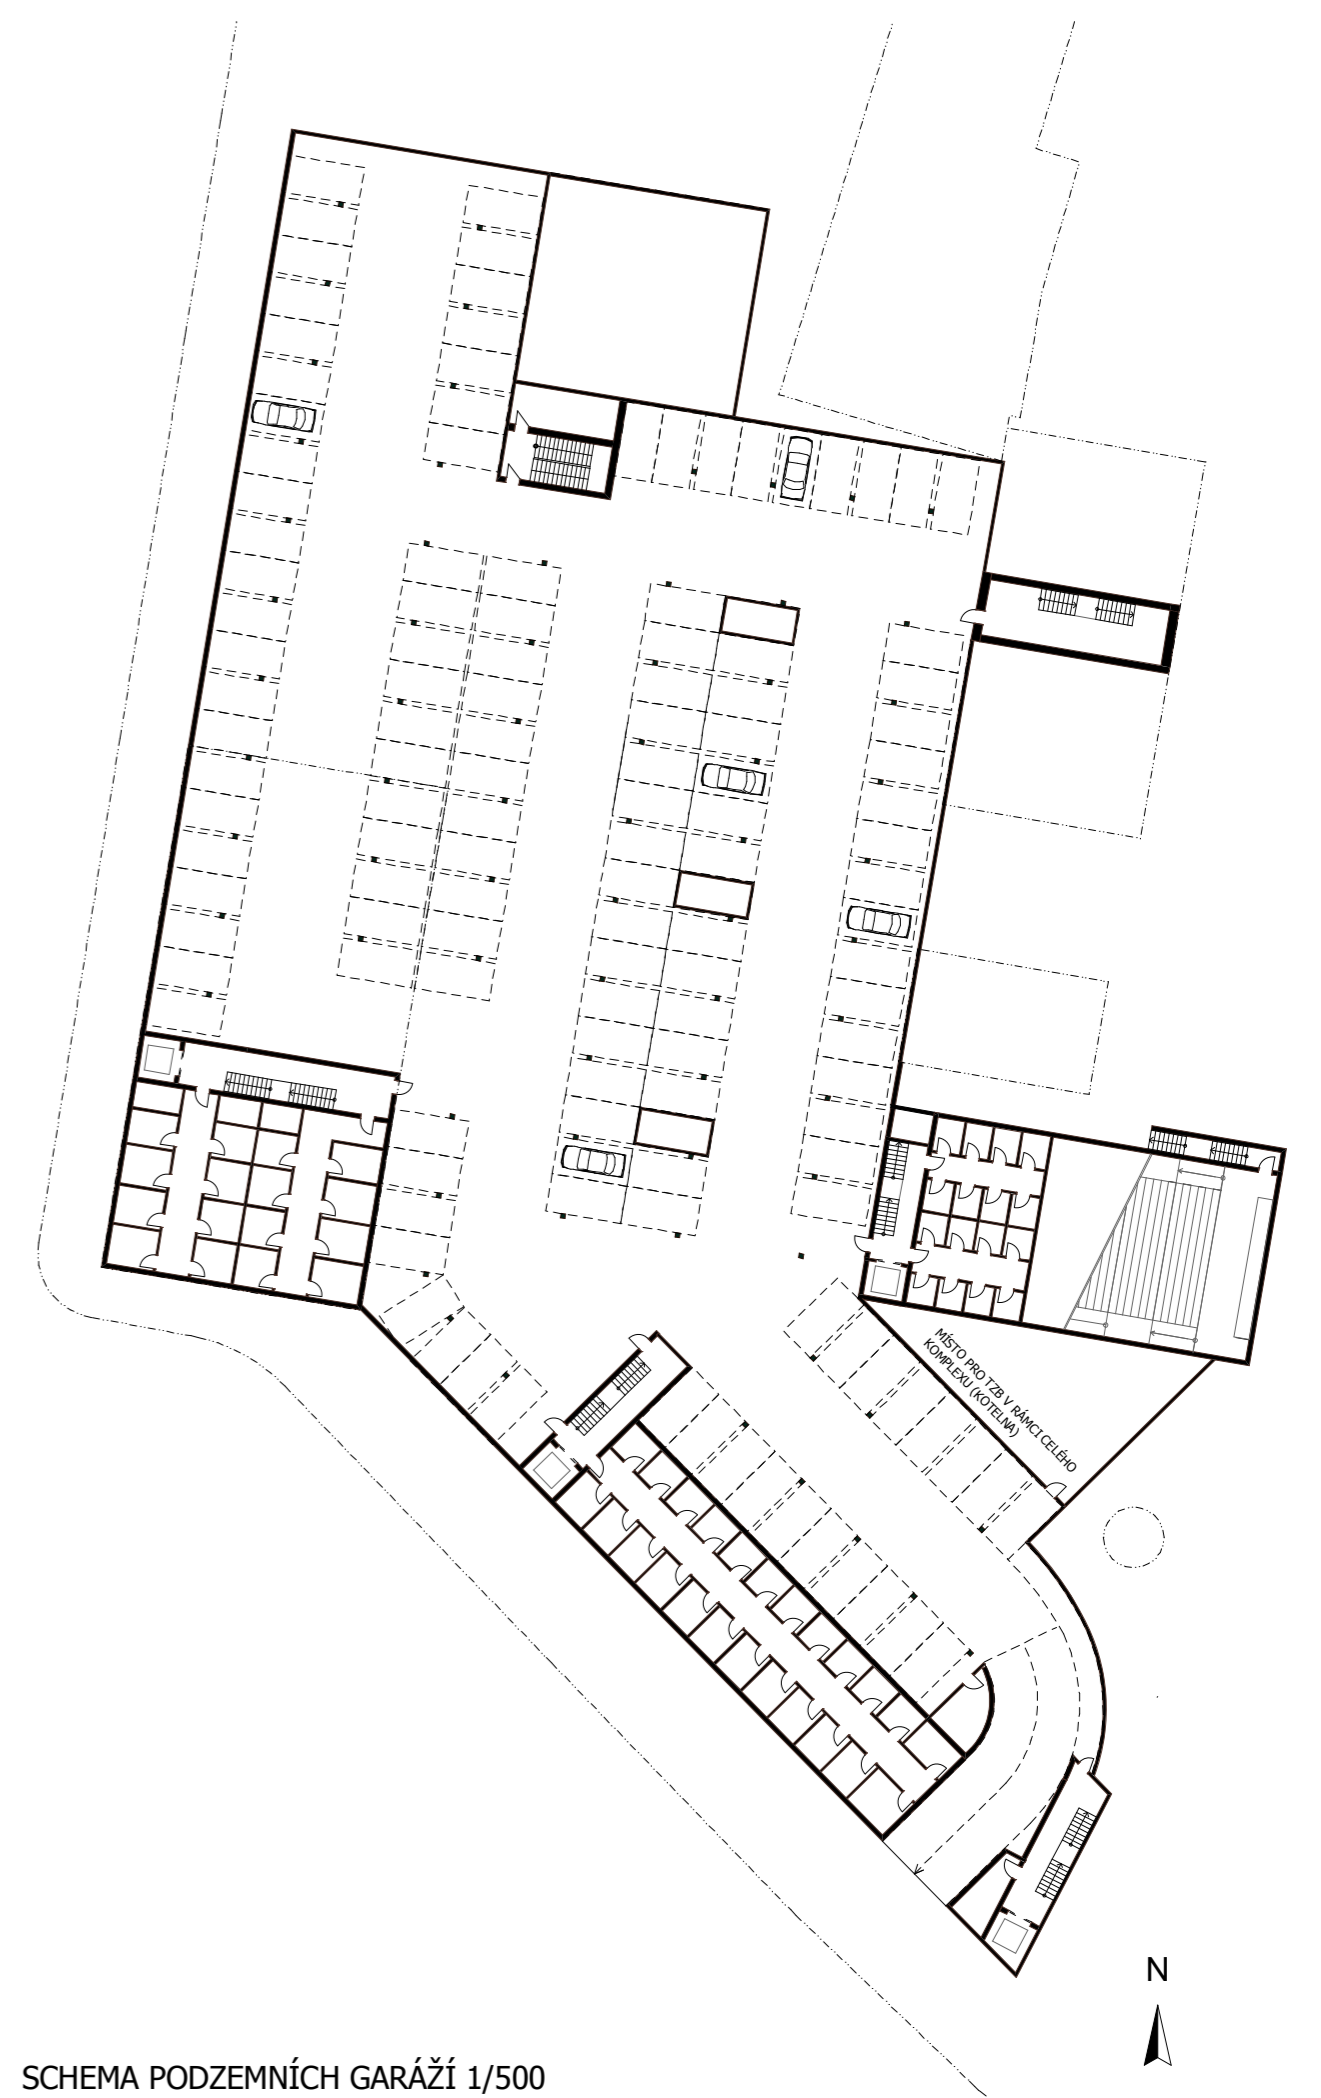 MÍSTO PRO TZB V RÁMCI CELÉHO
KOMPLEXU (KOTELNA)
N
SCHEMA PODZEMNÍCH GARÁŽÍ 1/500